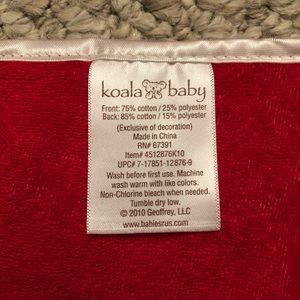 koala baby
Front: 75% cotton / 25% polyester
Back: 85% cotton / 15% polyester
(Exclusive of decoration)
Made in China
RN# 67391
Item# 4512876K10
UPC# 7-17851-12876-9
Wash before first use. Machine
wash warm with like colors.
Non-Chlorine bleach when needed.
Tumble dry low.
© 2010 Geoffrey, LLC
www.babiesrus.com